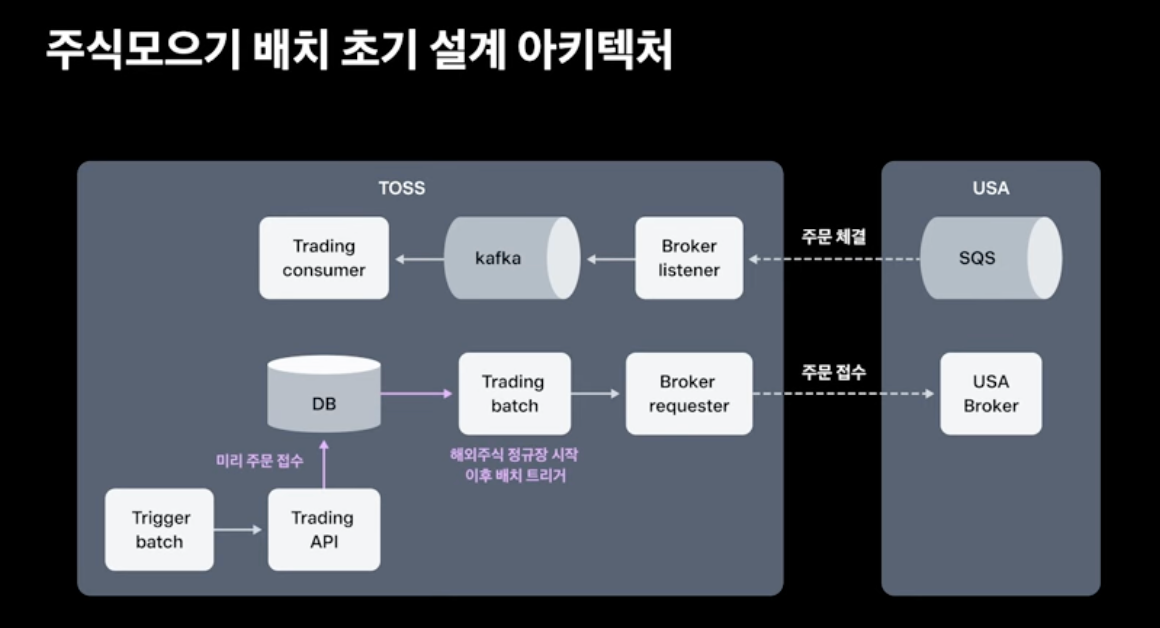 주식모으기 배치 초기 설계 아키텍처
TOSS
USA
Trading
consumer
kafka
Broker
listener
주문 체결
SQS
DB
Trading
batch
Broker
requester
주문 접수
USA
Broker
미리 주문 접수
해외주식 정규장 시작
이후 배치 트리거
Trigger
batch
Trading
API